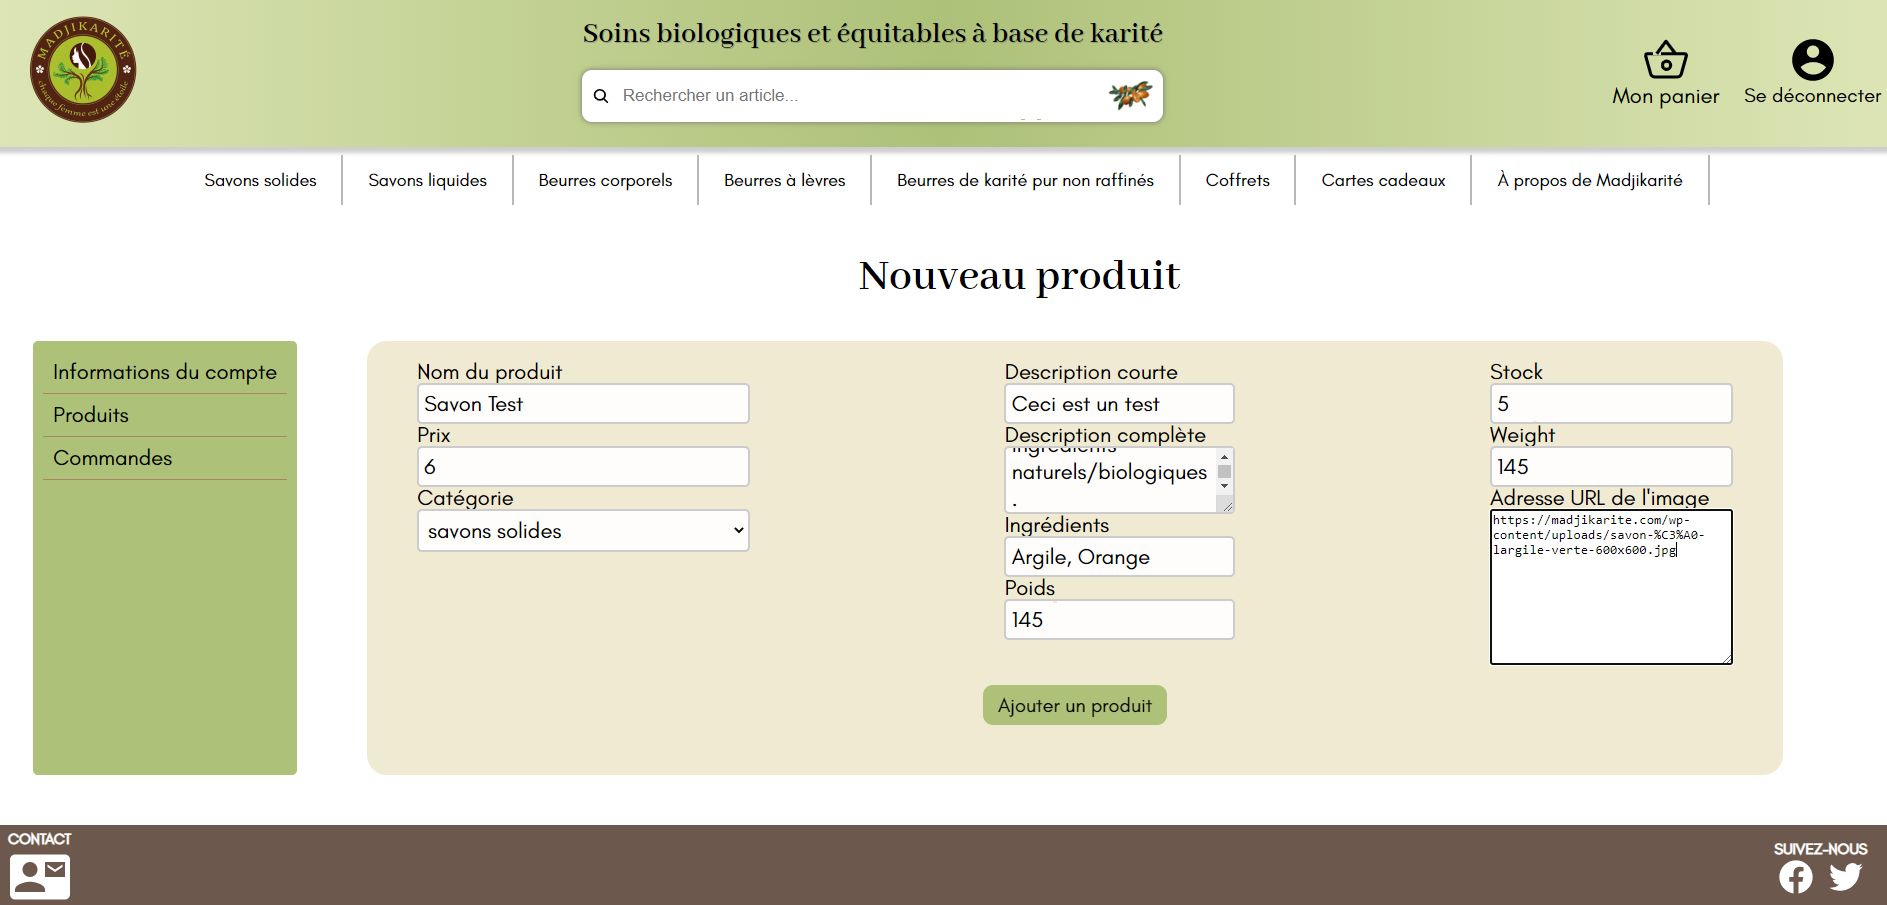 MADJIKARITÉ
chaque femme est une étoile
Soins biologiques et équitables à base de karité
Rechercher un article...
Mon panier
Se déconnecter
Savons solides
Savons liquides
Beurres corporels
Beurres à lèvres
Beurres de karité pur non raffinés
Coffrets
Cartes cadeaux
À propos de Madjikarité
Nouveau produit
Informations du compte
Produits
Commandes
Nom du produit
Savon Test
Prix
6
Catégorie
savons solides
Description courte
Ceci est un test
Description complète
ingrédients
naturels/biologiques
.
Ingrédients
Argile, Orange
Poids
145
Ajouter un produit
Stock
5
Weight
145
Adresse URL de l'image
https://madjikarite.com/wp-
content/uploads/savon-%C3%A0-
largile-verte-600x600.jpg
CONTACT
SUIVEZ-NOUS